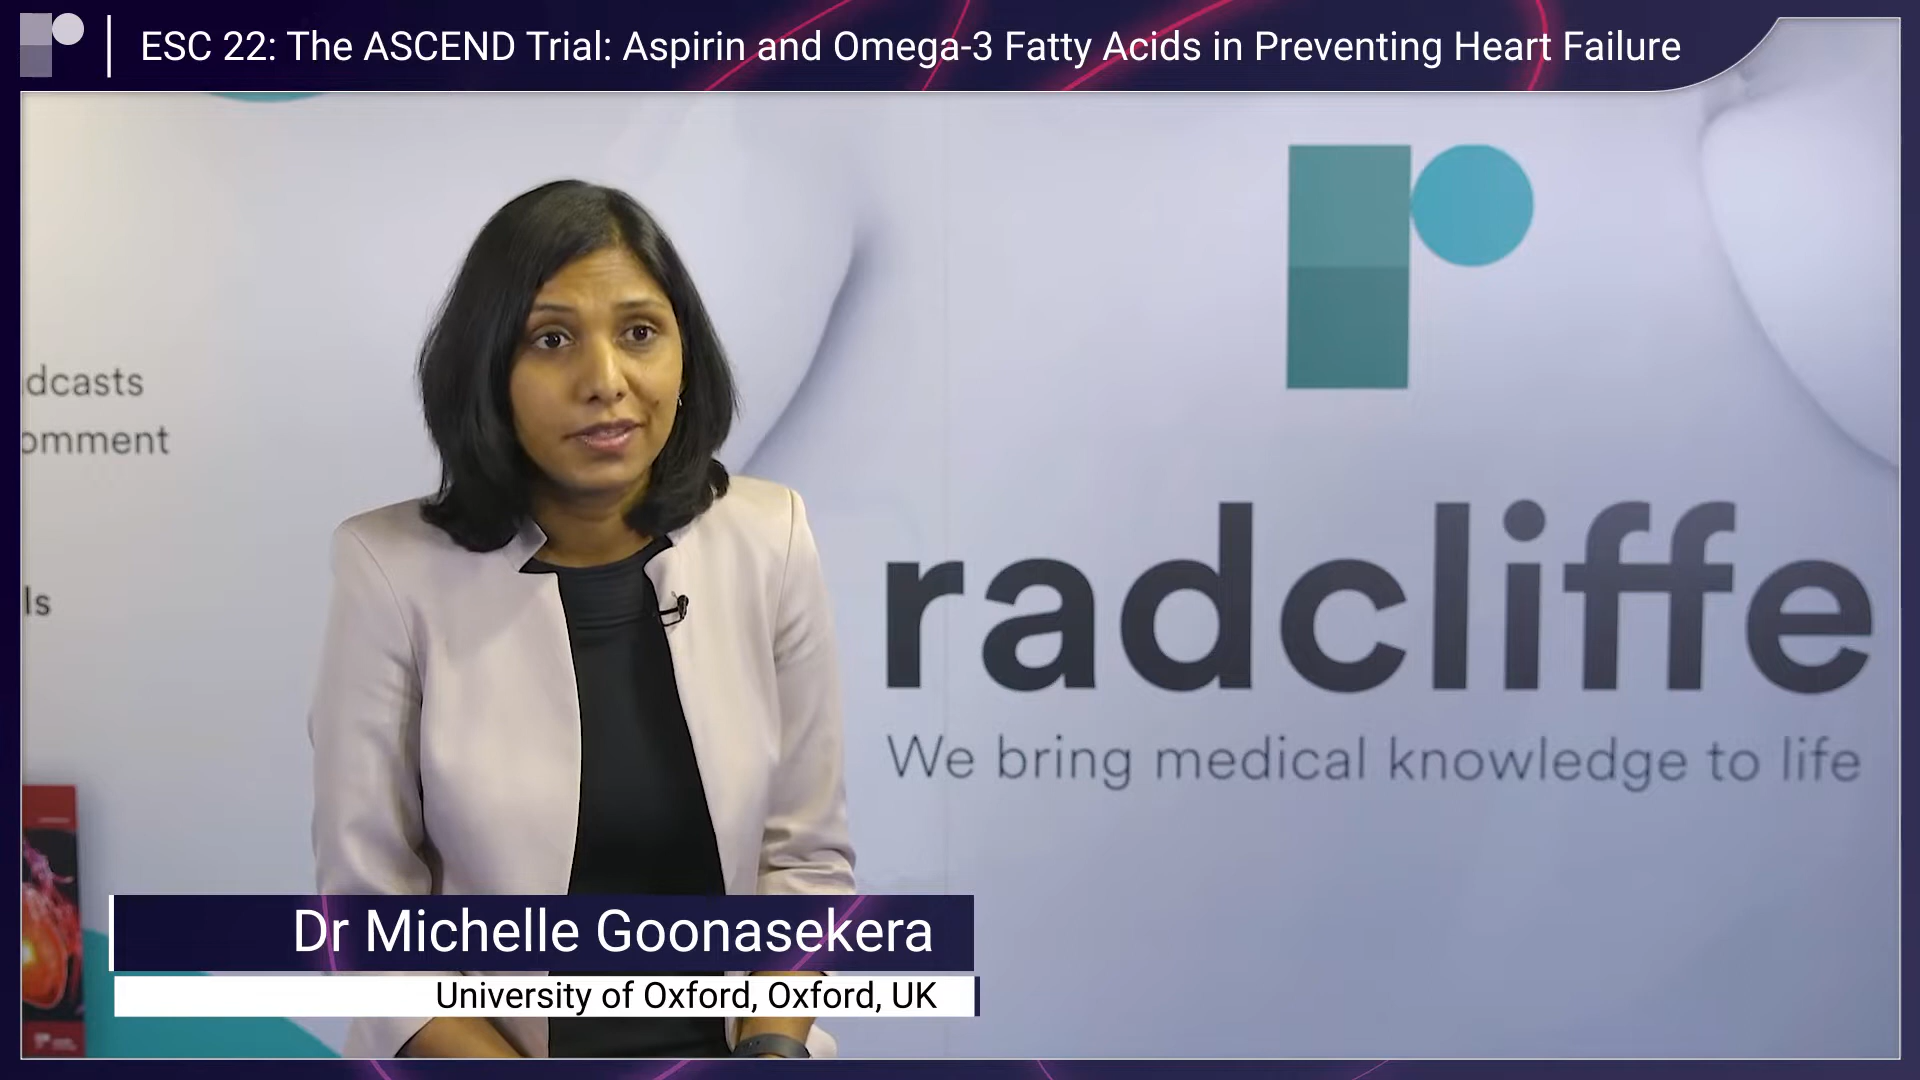 ESC 22: The ASCEND Trial: Aspirin and Omega-3 Fatty Acids in Preventing Heart Failure
dcasts
omment
ls
radcliffe
We bring medical knowledge to life
Dr Michelle Goonasekera
University of Oxford, Oxford, UK